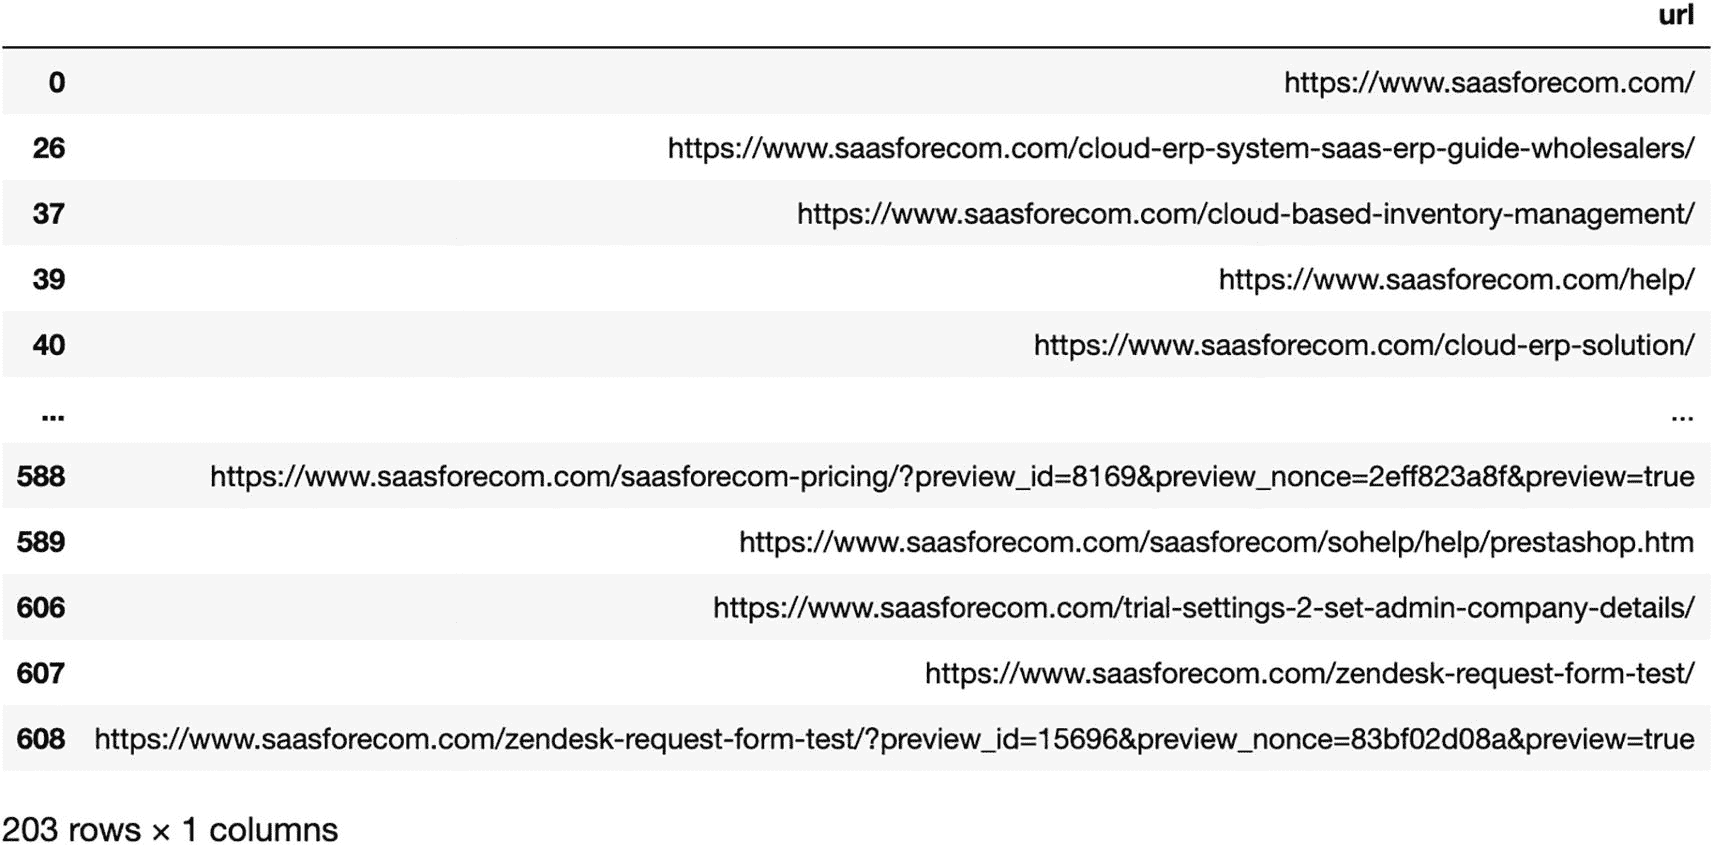 url
0 https://www.saasforecom.com/
26 https://www.saasforecom.com/cloud-erp-system-saas-erp-guide-wholesalers/
37 https://www.saasforecom.com/cloud-based-inventory-management/
39 https://www.saasforecom.com/help/
40 https://www.saasforecom.com/cloud-erp-solution/
... ...
588 https://www.saasforecom.com/saasforecom-pricing/?preview_id=8169&preview_nonce=2eff823a8f&preview=true
589 https://www.saasforecom.com/saasforecom/sohelp/help/prestashop.htm
606 https://www.saasforecom.com/trial-settings-2-set-admin-company-details/
607 https://www.saasforecom.com/zendesk-request-form-test/
608 https://www.saasforecom.com/zendesk-request-form-test/?preview_id=15696&preview_nonce=83bf02d08a&preview=true
203 rows × 1 columns